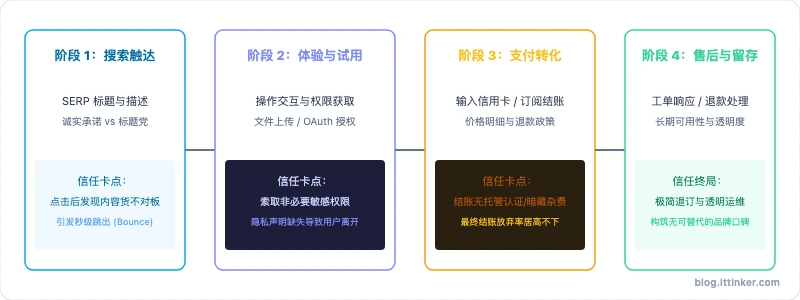 阶段 1：搜索触达
SERP 标题与描述
诚实承诺 vs 标题党
信任卡点：
点击后发现内容货不对板
引发秒级跳出 (Bounce)
阶段 2：体验与试用
操作交互与权限获取
文件上传 / OAuth 授权
信任卡点：
索取非必要敏感权限
隐私声明缺失导致用户离开
阶段 3：支付转化
输入信用卡 / 订阅结账
价格明细与退款政策
信任卡点：
结账无托管认证/暗藏杂费
最终结账放弃率居高不下
阶段 4：售后与留存
工单响应 / 退款处理
长期可用性与透明度
信任终局：
极简退订与透明运维
构筑无可替代的品牌口碑
blog.ittinker.com